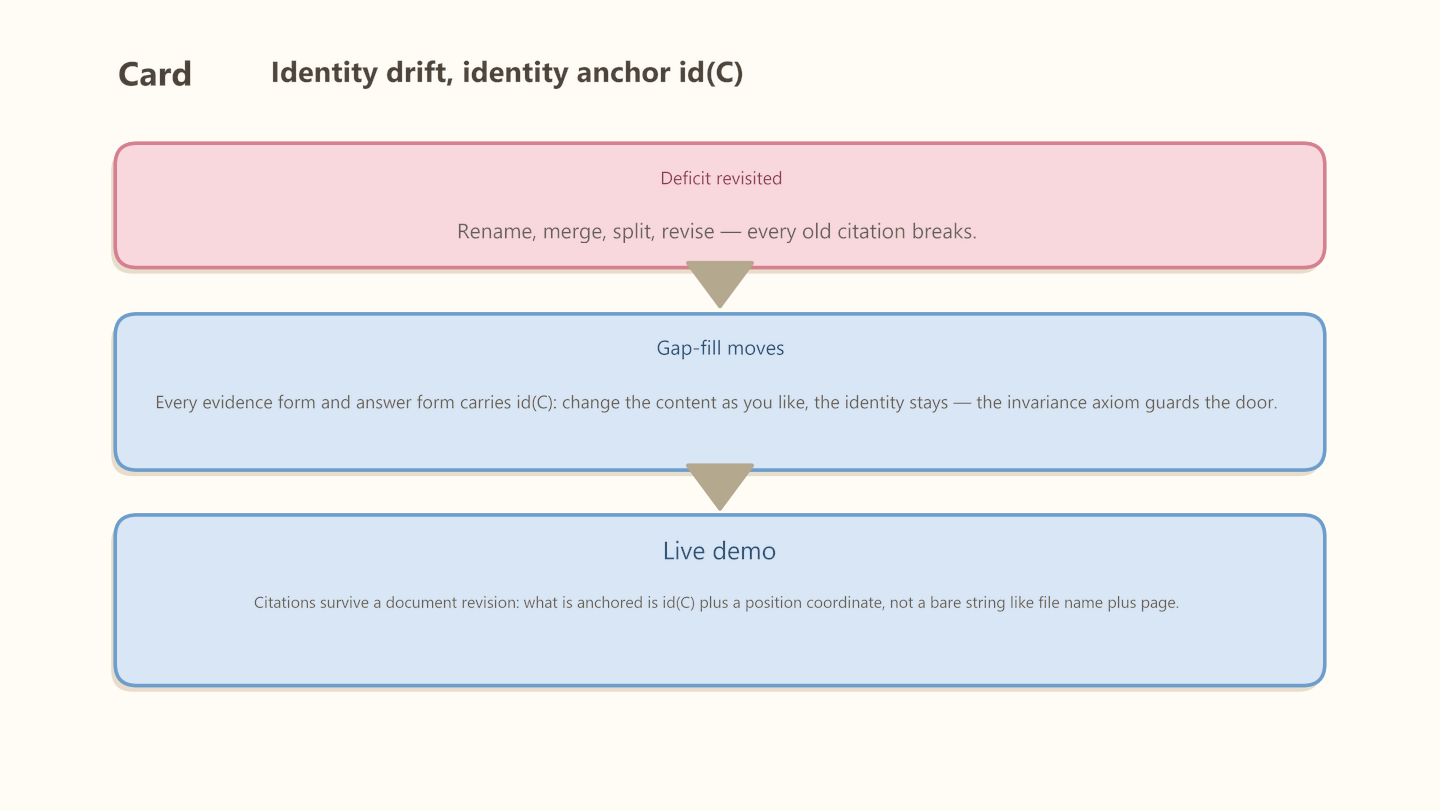 Card
Identity drift, identity anchor id(C)
Deficit revisited
Rename, merge, split, revise — every old citation breaks.
Gap-fill moves
Every evidence form and answer form carries id(C): change the content as you like, the identity stays — the invariance axiom guards the door.
Live demo
Citations survive a document revision: what is anchored is id(C) plus a position coordinate, not a bare string like file name plus page.